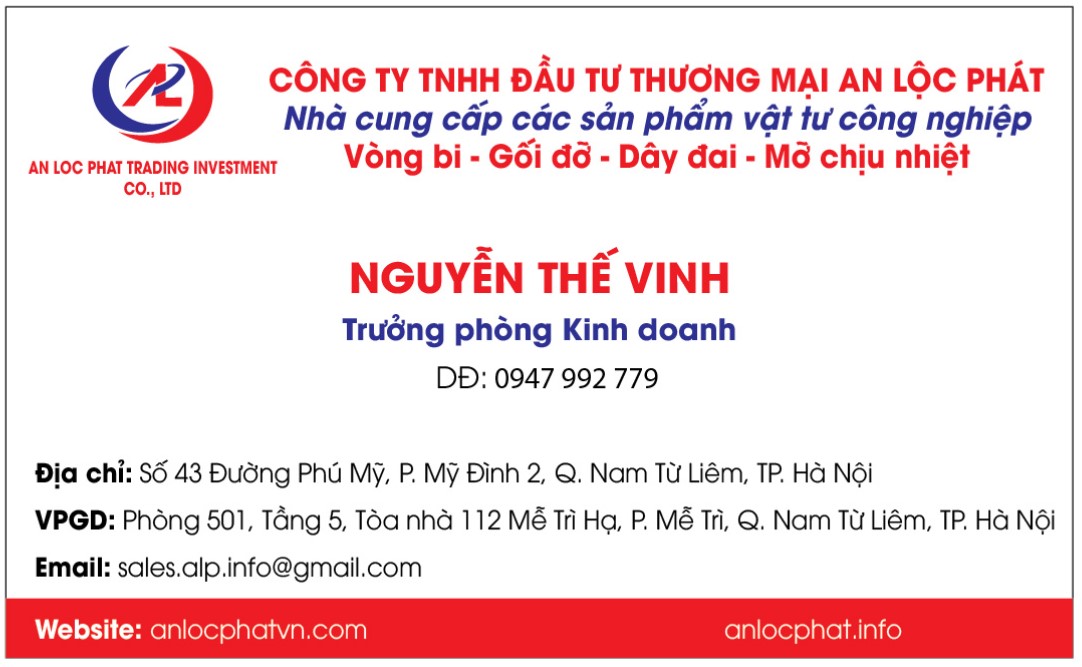 AL
AN LOC PHAT TRADING INVESTMENT
CO., LTD
CÔNG TY TNHH ĐẦU TƯ THƯƠNG MẠI AN LỘC PHÁT
Nhà cung cấp các sản phẩm vật tư công nghiệp
Vòng bi - Gối đỡ - Dây đai - Mỡ chịu nhiệt
NGUYỄN THẾ VINH
Trưởng phòng Kinh doanh
DĐ: 0947 992 779
Địa chỉ: Số 43 Đường Phú Mỹ, P. Mỹ Đình 2, Q. Nam Từ Liêm, TP. Hà Nội
VPGD: Phòng 501, Tầng 5, Tòa nhà 112 Mễ Trì Hạ, P. Mễ Trì, Q. Nam Từ Liêm, TP. Hà Nội
Email: sales.alp.info@gmail.com
Website: anlocphatvn.com anlocphat.info